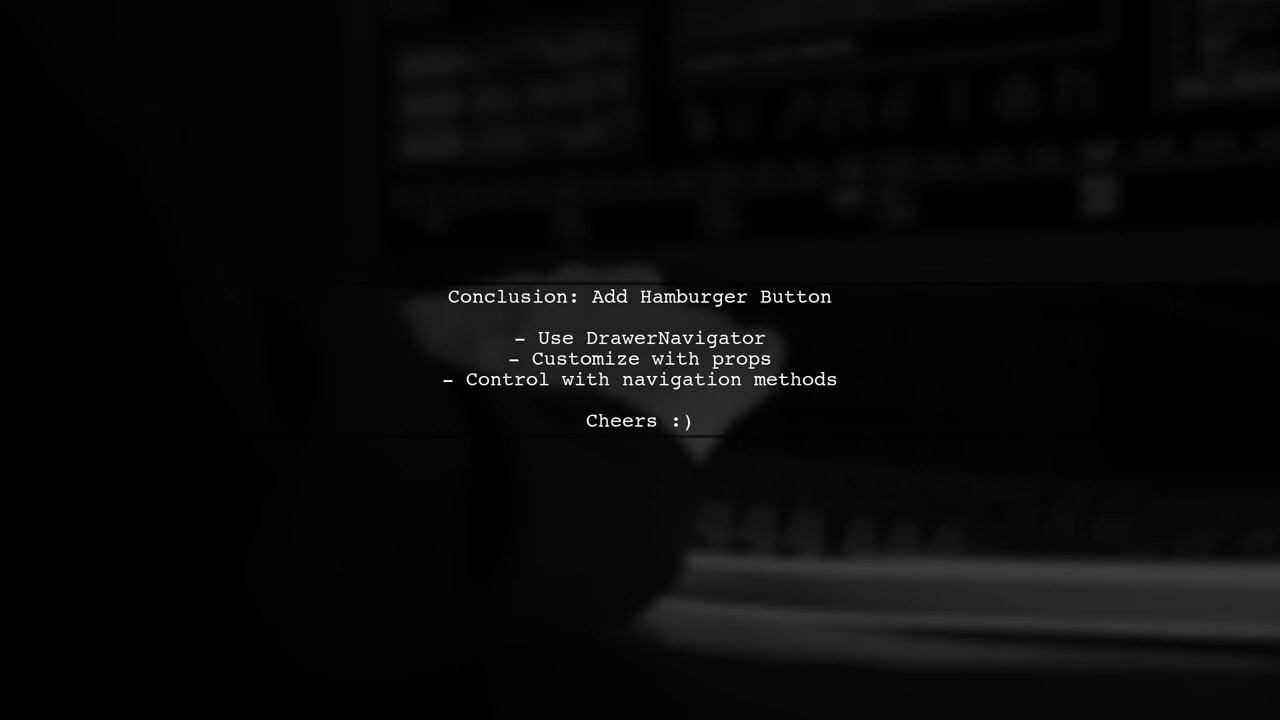 Conclusion: Add Hamburger Button
- Use DrawerNavigator
- Customize with props
- Control with navigation methods
Cheers :)